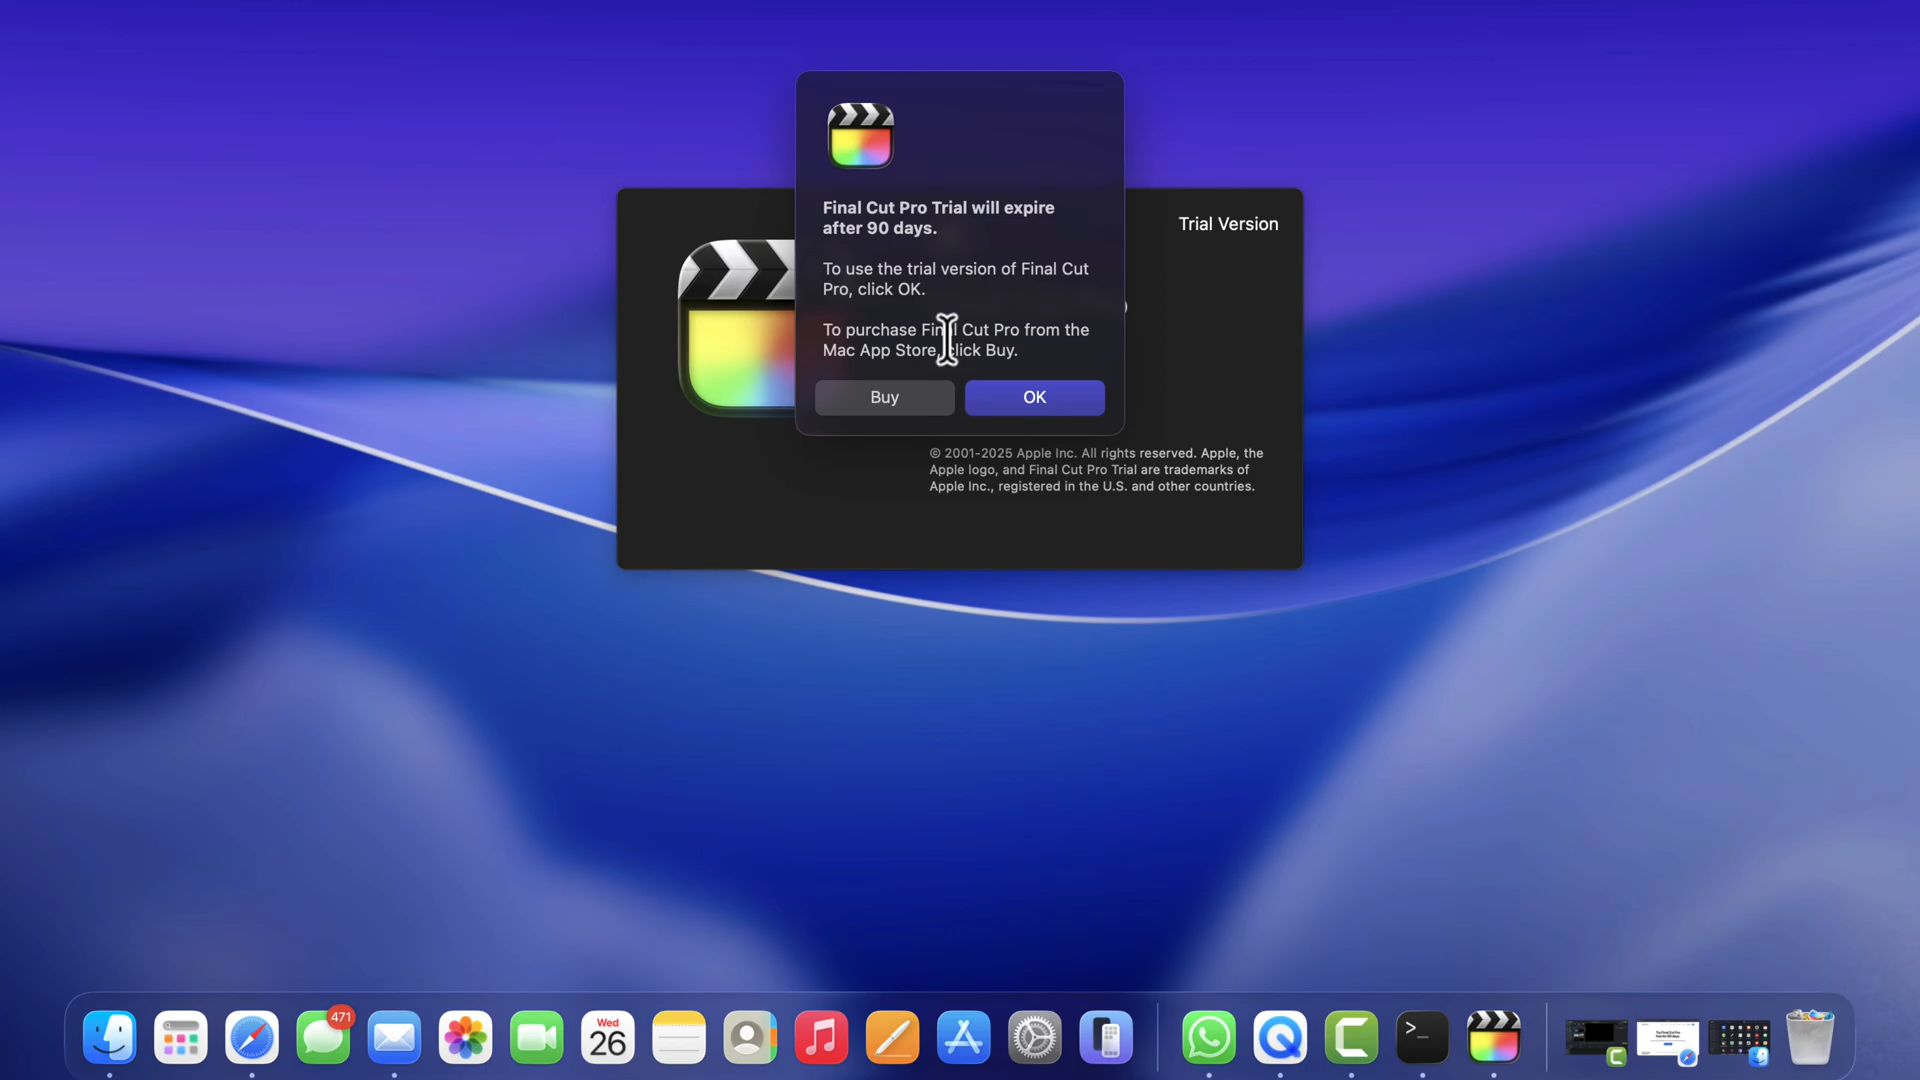 Final Cut Pro Trial will expire
after 90 days.
To use the trial version of Final Cut
Pro, click OK.
To purchase Final Cut Pro from the
Mac App Store, click Buy.
Buy
OK
Trial Version
© 2001-2025 Apple Inc. All rights reserved. Apple, the
Apple logo, and Final Cut Pro Trial are trademarks of
Apple Inc., registered in the U.S. and other countries.
471
Wed
26
>_